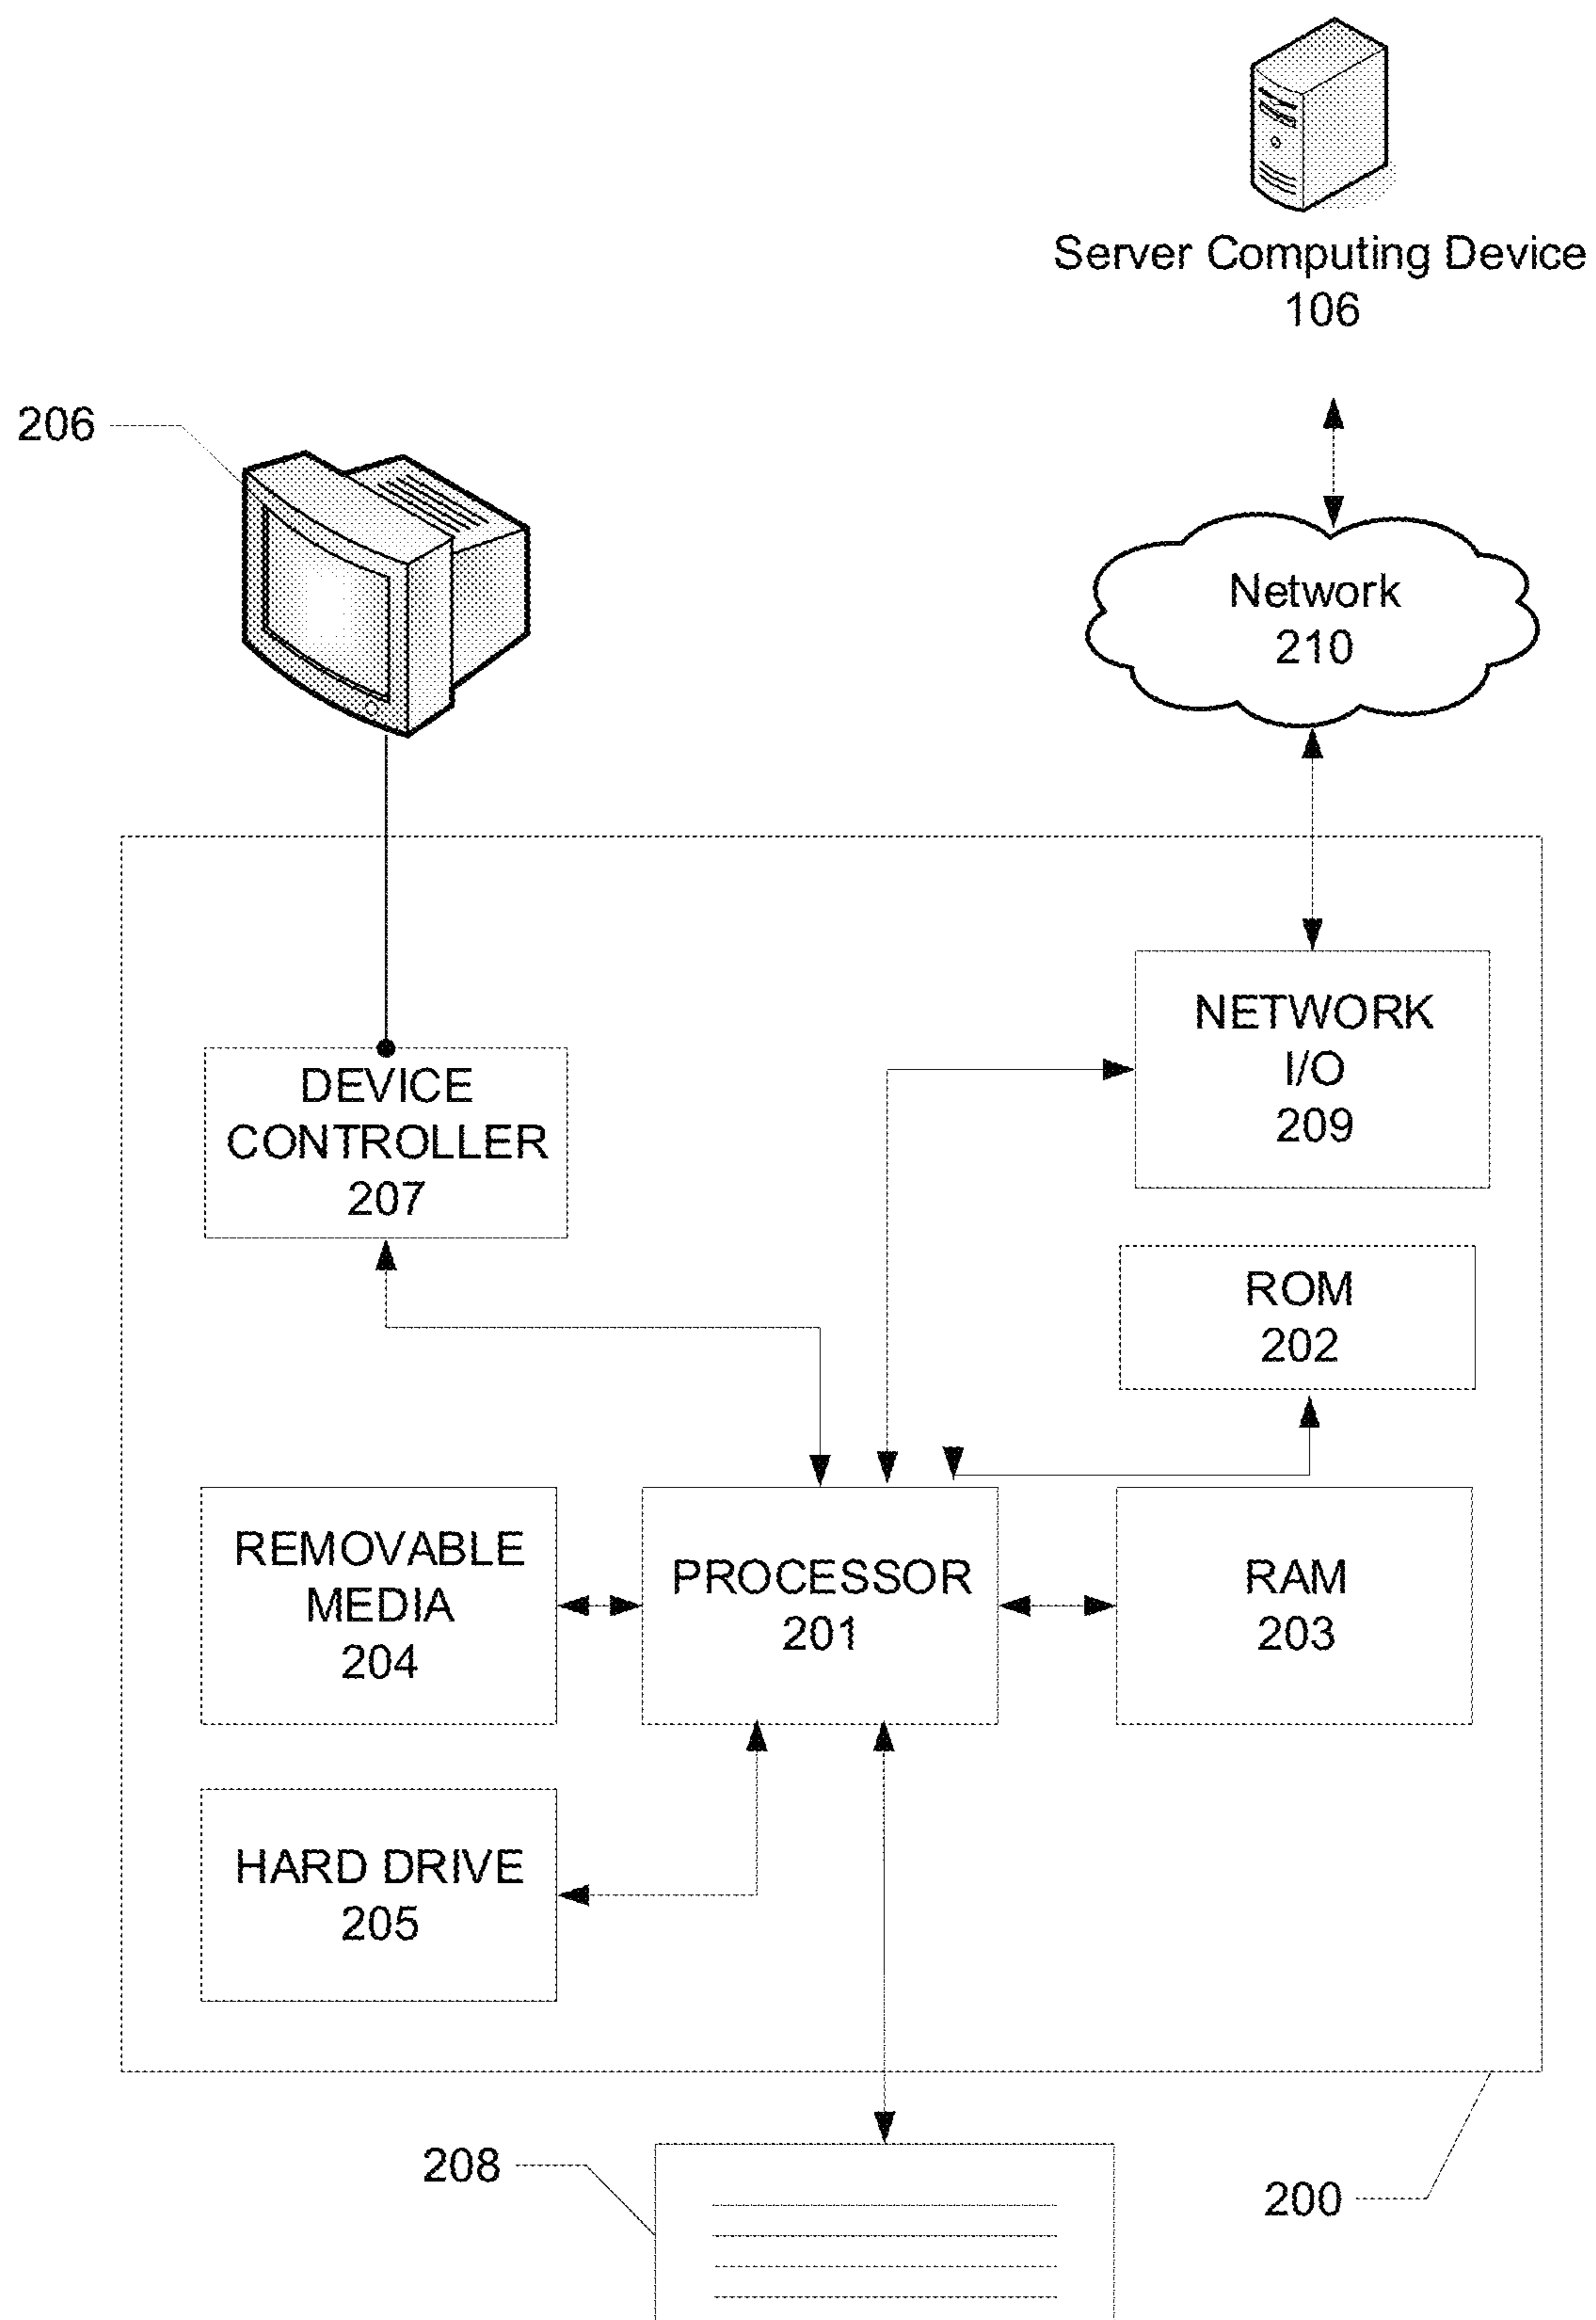 Server Computing Device
106
206
Network
210
NETWORK
I/O
209
DEVICE
CONTROLLER
207
ROM
202
REMOVABLE
MEDIA
204
PROCESSOR
201
RAM
203
HARD DRIVE
205
208
200